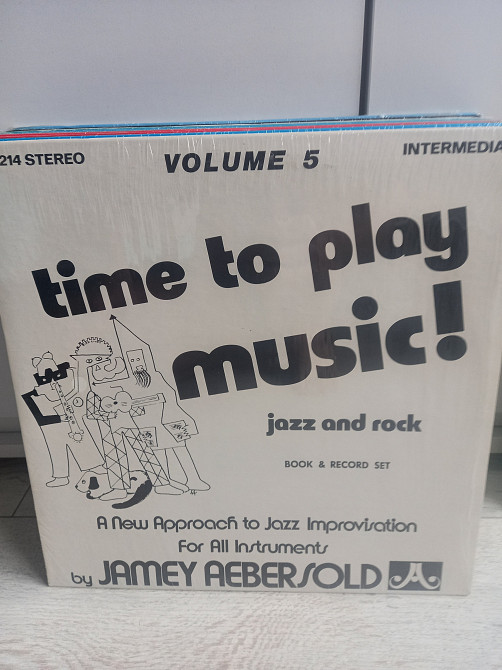 214 STEREO
VOLUME 5
INTERMEDIA
time to play
music!
jazz and rock
BOOK & RECORD SET
A New Approach to Jazz Improvisation
For All Instruments
by JAMEY AEBERSOLD JA